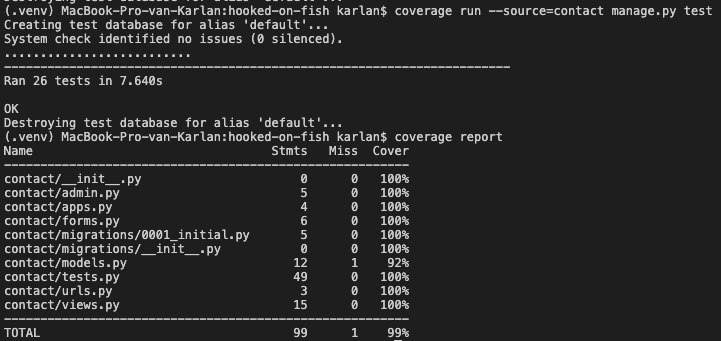 (.venv) MacBook-Pro-van-Karlan:hooked-on-fish karlan$ coverage run --source=contact manage.py test
Creating test database for alias 'default'...
System check identified no issues (0 silenced).
..........................
----------------------------------------------------------------------
Ran 26 tests in 7.640s

OK
Destroying test database for alias 'default'...
(.venv) MacBook-Pro-van-Karlan:hooked-on-fish karlan$ coverage report
Name                                 Stmts   Miss  Cover
--------------------------------------------------------
contact/__init__.py                      0      0   100%
contact/admin.py                         5      0   100%
contact/apps.py                          4      0   100%
contact/forms.py                         6      0   100%
contact/migrations/0001_initial.py       5      0   100%
contact/migrations/__init__.py           0      0   100%
contact/models.py                       12      1    92%
contact/tests.py                        49      0   100%
contact/urls.py                          3      0   100%
contact/views.py                        15      0   100%
--------------------------------------------------------
TOTAL                                   99      1    99%